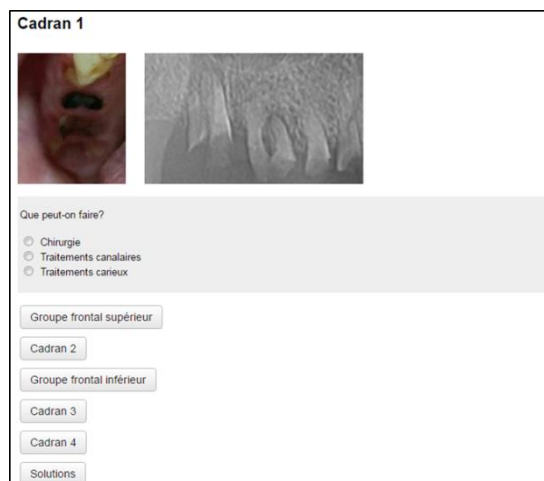 Cadran 1
Que peut-on faire?
Chirurgie
Traitements canalaires
Traitements carieux
Groupe frontal supérieur
Cadran 2
Groupe frontal inférieur
Cadran 3
Cadran 4
Solutions